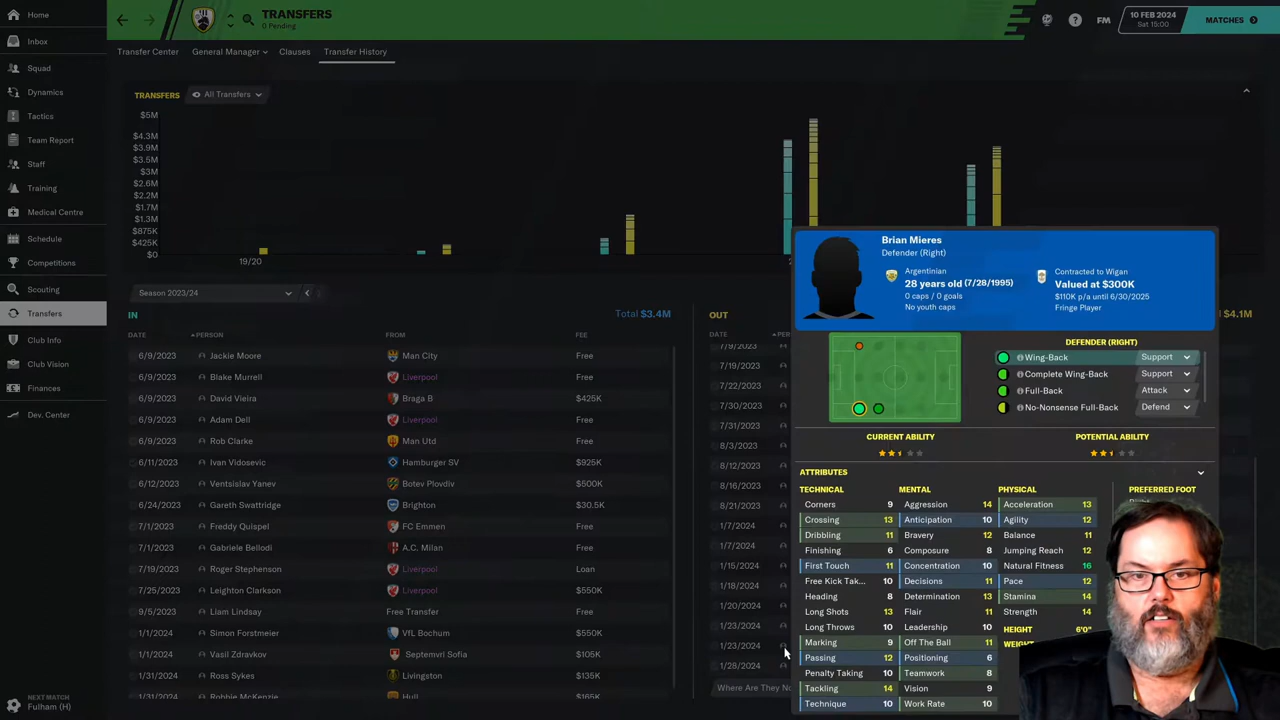 Home
TRANSFERS
0 Pending
FM
10 FEB 2024
Sat 15:00
MATCHES
Inbox
Squad
Dynamics
Tactics
Team Report
Staff
Training
Medical Centre
Schedule
Competitions
Scouting
Transfers
Club Info
Club Vision
Finances
Dev. Center
NEXT MATCH
Fulham (H)
Transfer Center
General Manager
Clauses
Transfer History
TRANSFERS
All Transfers
$5M
$4.3M
$3.9M
$3.5M
$3M
$2.6M
$2.2M
$1.7M
$1.3M
$875K
$425K
$0
19/20
Season 2023/24
IN
Total $3.4M
DATE PERSON FROM FEE
6/9/2023 Jackie Moore Man City Free
6/9/2023 Blake Murrell Liverpool Free
6/9/2023 David Vieira Braga B $425K
6/9/2023 Adam Dell Liverpool Free
6/9/2023 Rob Clarke Man Utd Free
6/11/2023 Ivan Vidosevic Hamburger SV $925K
6/12/2023 Ventsislav Yanev Botev Plovdiv $500K
6/24/2023 Gareth Swattridge Brighton $30.5K
7/1/2023 Freddy Quispel FC Emmen Free
7/1/2023 Gabriele Bellodi A.C. Milan Free
7/19/2023 Roger Stephenson Liverpool Loan
7/25/2023 Leighton Clarkson Liverpool $550K
9/5/2023 Liam Lindsay Free Transfer Free
1/1/2024 Simon Forstmeier VfL Bochum $550K
1/1/2024 Vasil Zdravkov Septemvri Sofia $105K
1/31/2024 Ross Sykes Livingston $135K
1/31/2024 Robbie McKenzie Hull $165K
OUT
$4.1M
DATE
7/9/2023
7/19/2023
7/22/2023
7/30/2023
7/31/2023
8/3/2023
8/12/2023
8/16/2023
8/21/2023
1/7/2024
1/7/2024
1/15/2024
1/18/2024
1/20/2024
1/23/2024
1/23/2024
1/28/2024
Where Are They
Brian Mieres
Defender (Right)
Argentinian
28 years old (7/28/1995)
0 caps / 0 goals
No youth caps
Contracted to Wigan
Valued at $300K
$110K p/a until 6/30/2025
Fringe Player
DEFENDER (RIGHT)
Wing-Back Support
Complete Wing-Back Support
Full-Back Attack
No-Nonsense Full-Back Defend
CURRENT ABILITY
POTENTIAL ABILITY
ATTRIBUTES
TECHNICAL MENTAL PHYSICAL PREFERRED FOOT
Corners 9 Aggression 14 Acceleration 13
Crossing 13 Anticipation 10 Agility 12
Dribbling 11 Bravery 12 Balance 11
Finishing 6 Composure 8 Jumping Reach 12
First Touch 11 Concentration 10 Natural Fitness 16
Free Kick Tak... 10 Decisions 11 Pace 12
Heading 8 Determination 13 Stamina 14
Long Shots 13 Flair 11 Strength 14
Long Throws 10 Leadership 10 HEIGHT 6'0"
Marking 9 Off The Ball 11
Passing 12 Positioning 6
Penalty Taking 10 Teamwork 8
Tackling 14 Vision 9
Technique 10 Work Rate 10